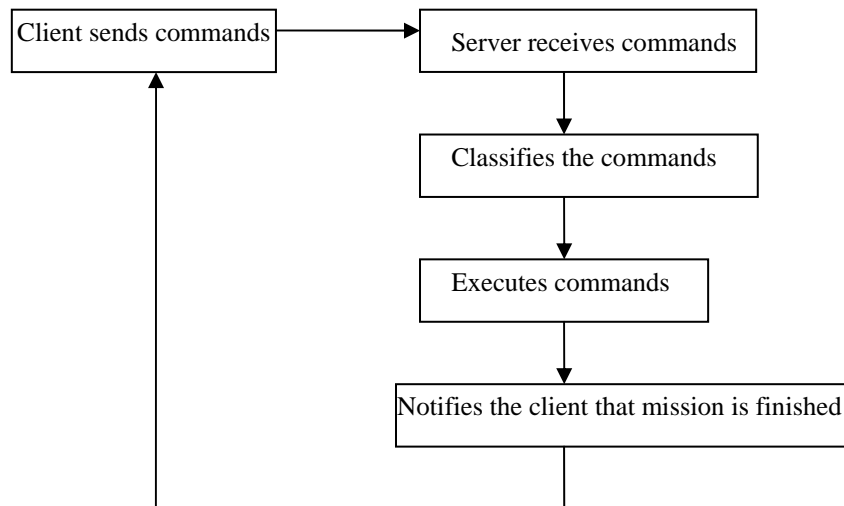 Client sends commands
Server receives commands
Classifies the commands
Executes commands
Notifies the client that mission is finished